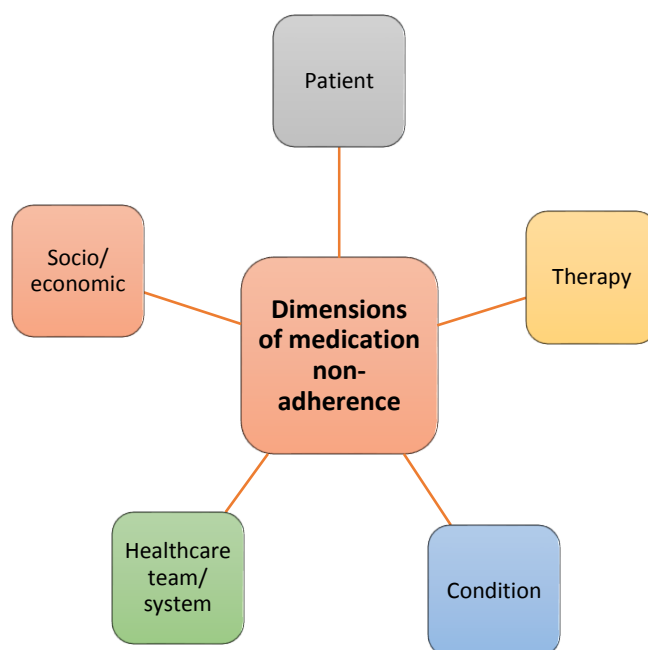 Patient
Socio/
economic
Therapy
Dimensions
of medication
non-
adherence
Healthcare
team/
system
Condition